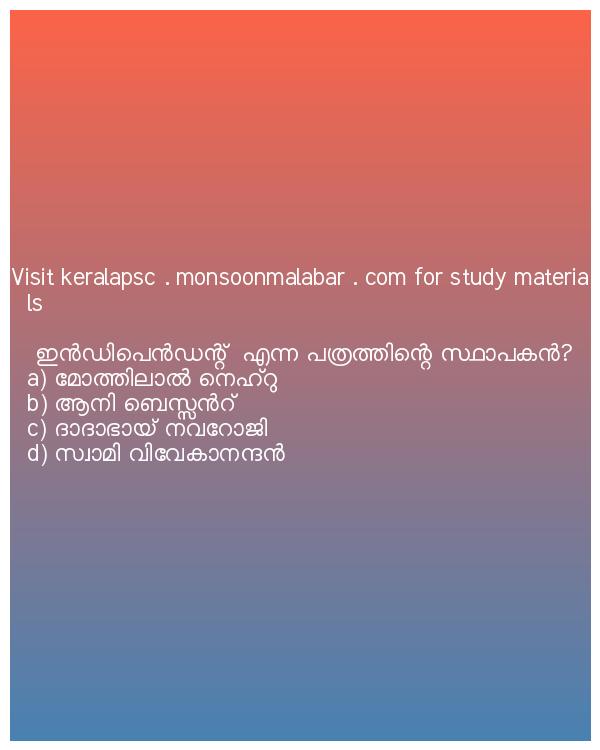 Visit keralapsc . monsoonmalabar . com for study materia
ls
ഇൻഡിപെൻഡന്റ്  എന്ന പത്രത്തിന്റെ സ്ഥാപകൻ?
a) മോത്തിലാൽ നെഹ്റു
b) ആനി ബെസ്സൻറ്
c) ദാദാഭായ് നവറോജി
d) സ്വാമി വിവേകാനന്ദൻ